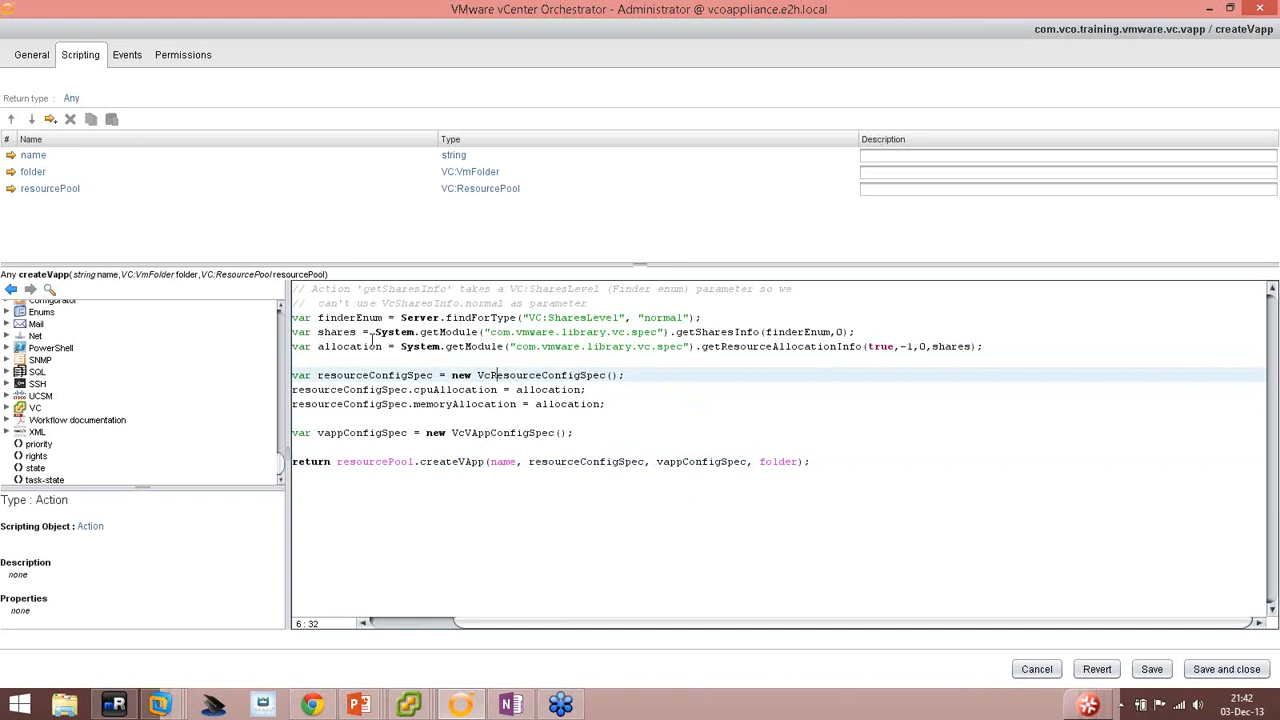 VMware vCenter Orchestrator - Administrator @ vcoappliance.e2h.local
com.vco.training.vmware.vc.vapp / createVapp
General Scripting Events Permissions
Return type : Any
# Name Type Description
name string
folder VC:VmFolder
resourcePool VC:ResourcePool
Any createVapp(string name,VC:VmFolder folder,VC:ResourcePool resourcePool)
Configurator
Enums
Mail
Net
PowerShell
SNMP
SQL
SSH
UCSM
VC
Workflow documentation
XML
priority
rights
state
task-state
Type : Action
Scripting Object : Action
Description
none
Properties
none
// Action 'getSharesInfo' takes a VC:SharesLevel (Finder enum) parameter so we
// can't use VcSharesInfo.normal as parameter
var finderEnum = Server.findForType("VC:SharesLevel", "normal");
var shares = System.getModule("com.vmware.library.vc.spec").getSharesInfo(finderEnum,0);
var allocation = System.getModule("com.vmware.library.vc.spec").getResourceAllocationInfo(true,-1,0,shares);
var resourceConfigSpec = new VcResourceConfigSpec();
resourceConfigSpec.cpuAllocation = allocation;
resourceConfigSpec.memoryAllocation = allocation;
var vappConfigSpec = new VcVAppConfigSpec();
return resourcePool.createVApp(name, resourceConfigSpec, vappConfigSpec, folder);
6 : 32
Cancel Revert Save Save and close
21:42
03-Dec-13